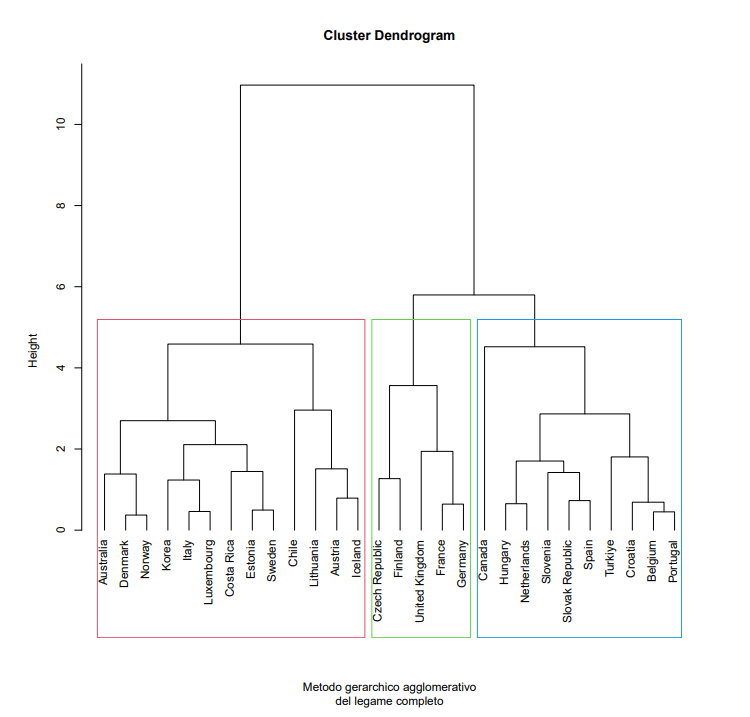 Cluster Dendrogram
Height
0
2
4
6
8
10
Australia
Denmark
Norway
Korea
Italy
Luxembourg
Costa Rica
Estonia
Sweden
Chile
Lithuania
Austria
Iceland
Czech Republic
Finland
United Kingdom
France
Germany
Canada
Hungary
Netherlands
Slovenia
Slovak Republic
Spain
Turkiye
Croatia
Belgium
Portugal
Metodo gerarchico agglomerativo
del legame completo